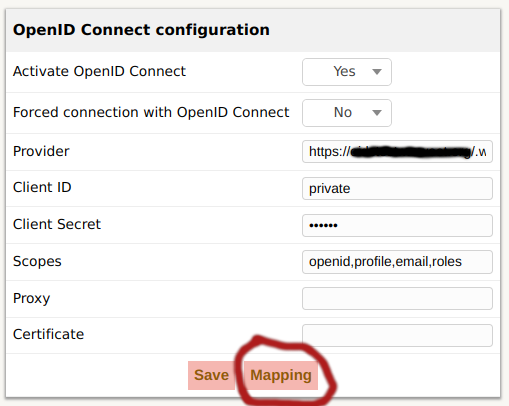 OpenID Connect configuration
Activate OpenID Connect Yes
Forced connection with OpenID Connect No
Provider https:// /.w
Client ID private
Client Secret ••••••
Scopes openid,profile,email,roles
Proxy
Certificate
Save Mapping